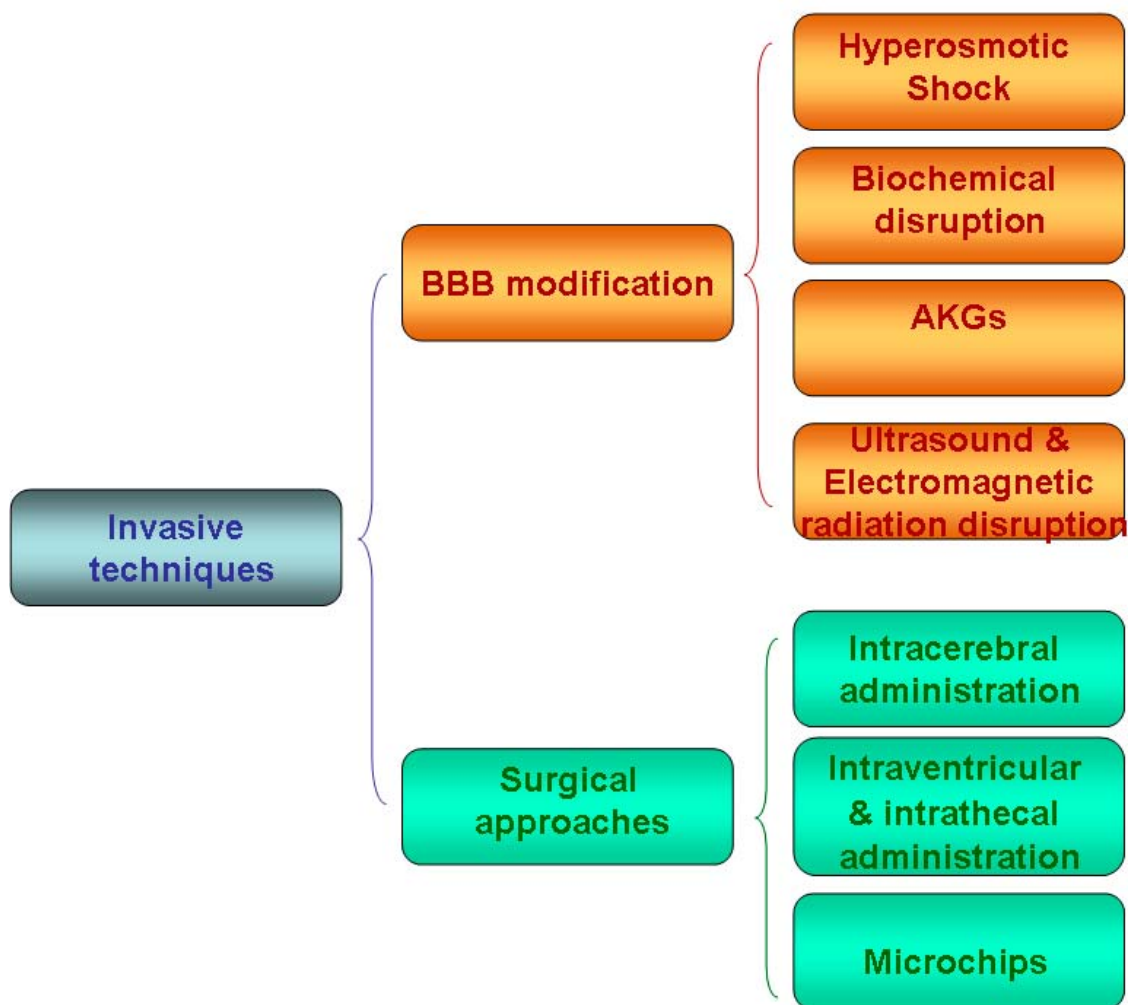 Hyperosmotic
Shock
Biochemical
disruption
BBB modification
AKGs
Ultrasound &
Electromagnetic
radiation disruption
Invasive
techniques
Intracerebral
administration
Surgical
approaches
Intraventricular
& intrathecal
administration
Microchips